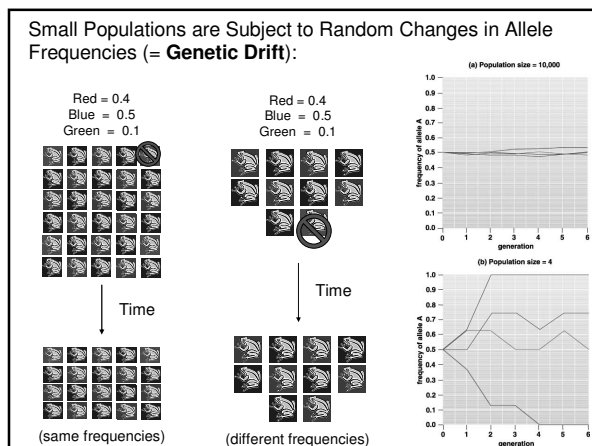 Small Populations are Subject to Random Changes in Allele
Frequencies (= Genetic Drift):
Red = 0.4
Blue = 0.5
Green = 0.1
Time
(same frequencies)
Red = 0.4
Blue = 0.5
Green = 0.1
Time
(different frequencies)
(a) Population size = 10,000
frequency of allele A
1.0
0.9
0.8
0.7
0.6
0.5
0.4
0.3
0.2
0.1
0.0
0 1 2 3 4 5 6
generation
(b) Population size = 4
frequency of allele A
1.0
0.9
0.8
0.7
0.6
0.5
0.4
0.3
0.2
0.1
0.0
0 1 2 3 4 5 6
generation